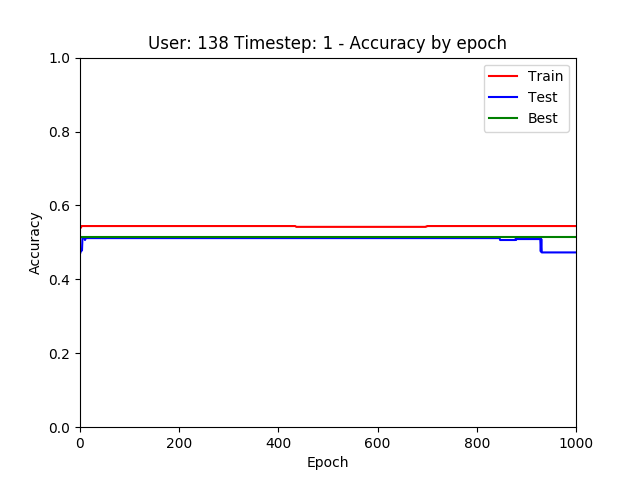 User: 138 Timestep: 1 - Accuracy by epoch
1.0
0.8
0.6
0.4
0.2
0.0
Accuracy
Train
Test
Best
0 200 400 600 800 1000
Epoch